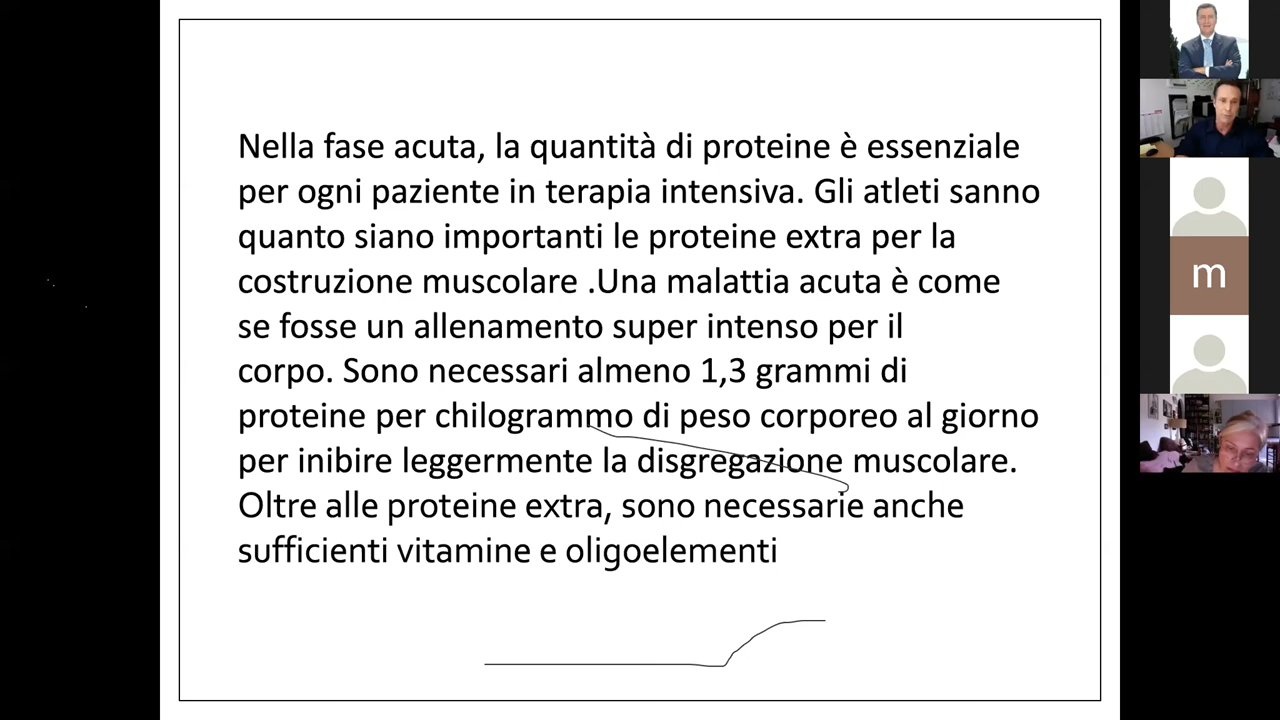 Nella fase acuta, la quantità di proteine è essenziale
per ogni paziente in terapia intensiva. Gli atleti sanno
quanto siano importanti le proteine extra per la
costruzione muscolare .Una malattia acuta è come
se fosse un allenamento super intenso per il
corpo. Sono necessari almeno 1,3 grammi di
proteine per chilogrammo di peso corporeo al giorno
per inibire leggermente la disgregazione muscolare.
Oltre alle proteine extra, sono necessarie anche
sufficienti vitamine e oligoelementi
m